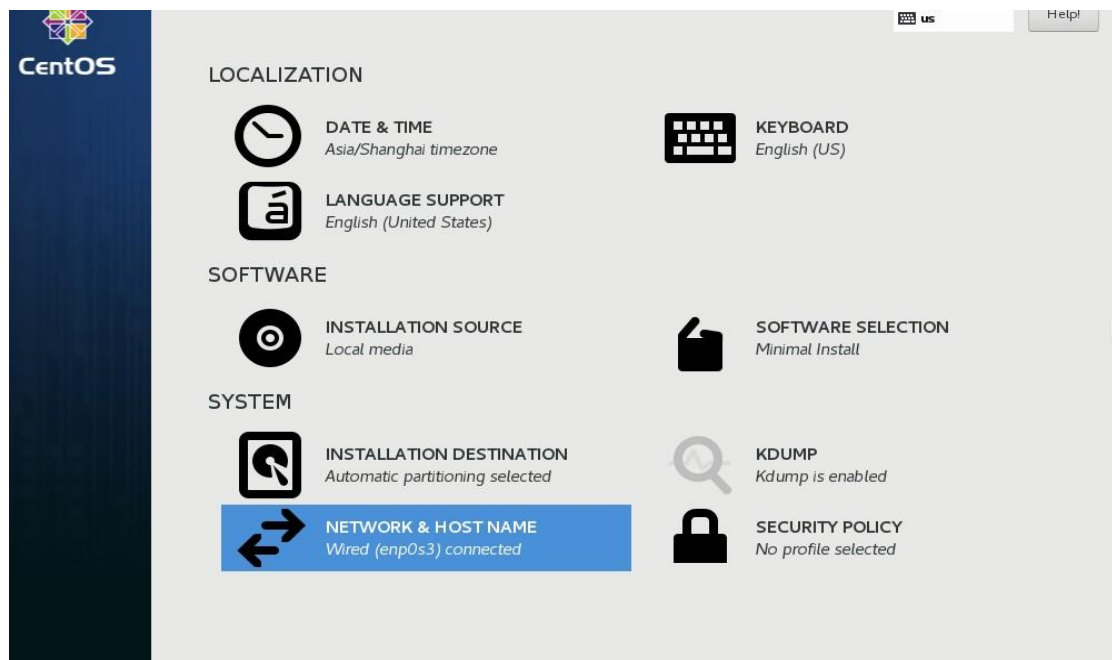 us
Help!
CentOS
LOCALIZATION
DATE & TIME
Asia/Shanghai timezone
KEYBOARD
English (US)
LANGUAGE SUPPORT
English (United States)
SOFTWARE
INSTALLATION SOURCE
Local media
SOFTWARE SELECTION
Minimal Install
SYSTEM
INSTALLATION DESTINATION
Automatic partitioning selected
KDUMP
Kdump is enabled
NETWORK & HOST NAME
Wired (enp0s3) connected
SECURITY POLICY
No profile selected